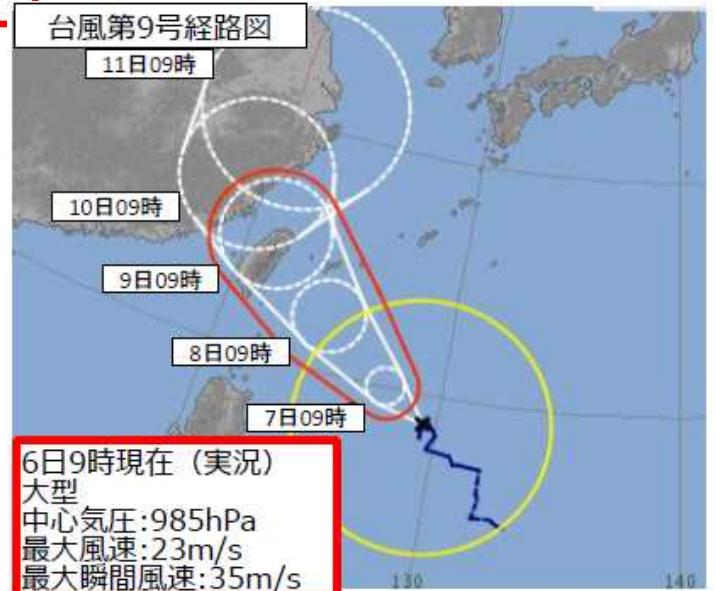 台風第9号経路図
11日09時
10日09時
9日09時
8日09時
7日09時
6日9時現在（実況）
大型
中心気圧:985hPa
最大風速:23m/s
最大瞬間風速:35m/s
130
140